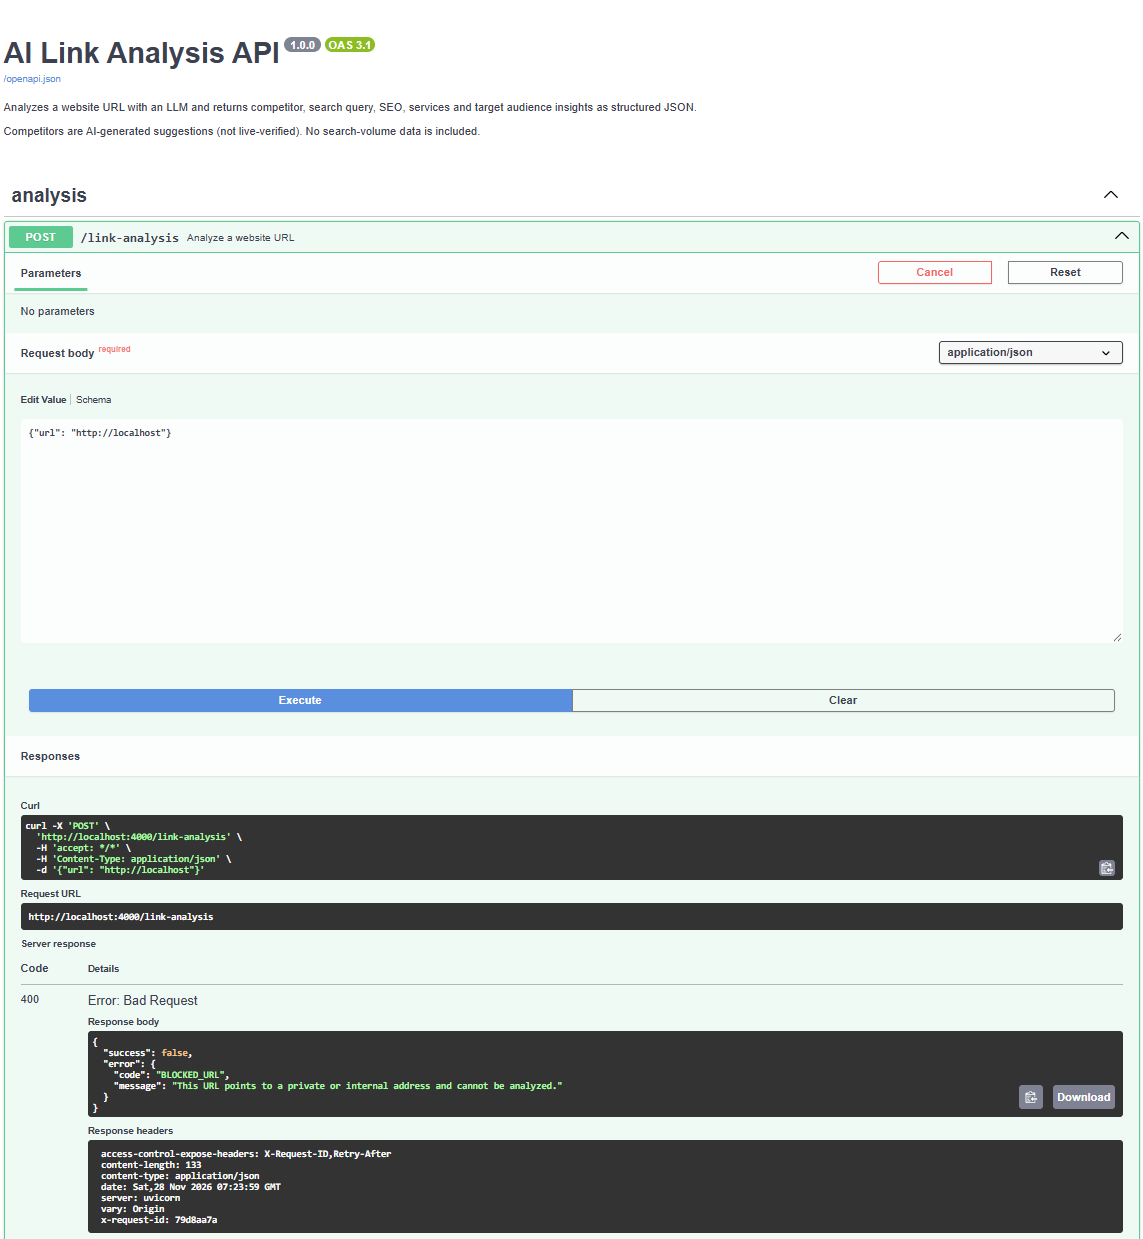 AI Link Analysis API 1.0.0 OAS 3.1
/openapi.json
Analyzes a website URL with an LLM and returns competitor, search query, SEO, services and target audience insights as structured JSON.
Competitors are AI-generated suggestions (not live-verified). No search-volume data is included.
analysis
POST /link-analysis Analyze a website URL
Parameters Cancel Reset
No parameters
Request body required application/json
Edit Value Schema
{"url": "http://localhost"}
Execute Clear
Responses
Curl
curl -X 'POST' \
  'http://localhost:4000/link-analysis' \
  -H 'accept: */*' \
  -H 'Content-Type: application/json' \
  -d '{"url": "http://localhost"}'
Request URL
http://localhost:4000/link-analysis
Server response
Code Details
400 Error: Bad Request
Response body
{
  "success": false,
  "error": {
    "code": "BLOCKED_URL",
    "message": "This URL points to a private or internal address and cannot be analyzed."
  }
}
Download
Response headers
access-control-expose-headers: X-Request-ID,Retry-After
content-length: 133
content-type: application/json
date: Sat,28 Nov 2026 07:23:59 GMT
server: uvicorn
vary: Origin
x-request-id: 79d8aa7a